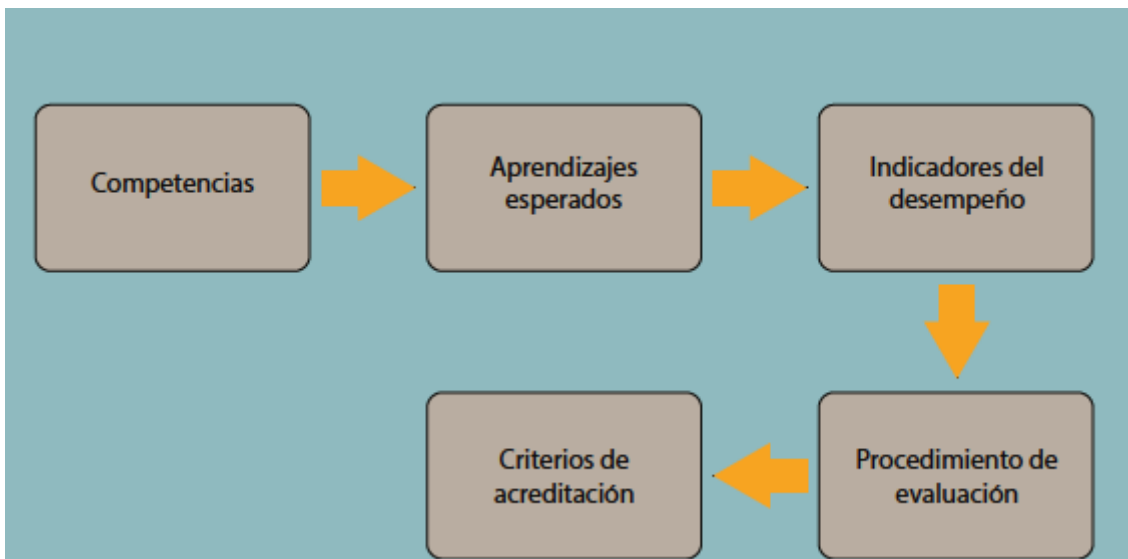 Competencias
Aprendizajes
esperados
Indicadores del
desempeño
Procedimiento de
evaluación
Criterios de
acreditación